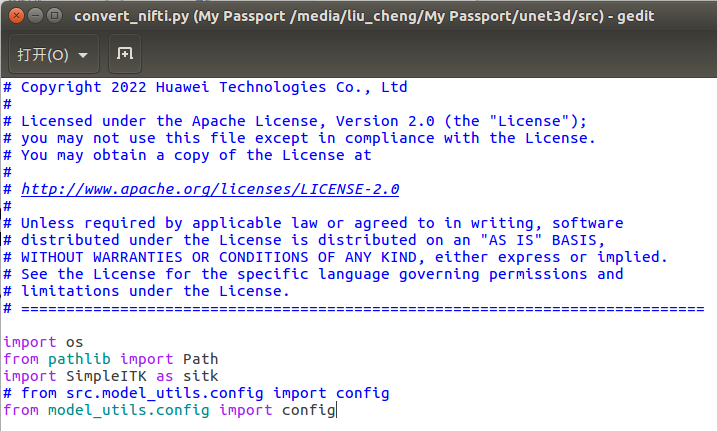 convert_nifti.py (My Passport /media/liu_cheng/My Passport/unet3d/src) - gedit
打开(O)
# Copyright 2022 Huawei Technologies Co., Ltd
#
# Licensed under the Apache License, Version 2.0 (the "License");
# you may not use this file except in compliance with the License.
# You may obtain a copy of the License at
#
# http://www.apache.org/licenses/LICENSE-2.0
#
# Unless required by applicable law or agreed to in writing, software
# distributed under the License is distributed on an "AS IS" BASIS,
# WITHOUT WARRANTIES OR CONDITIONS OF ANY KIND, either express or implied.
# See the License for the specific language governing permissions and
# limitations under the License.
# ============================================================================
import os
from pathlib import Path
import SimpleITK as sitk
# from src.model_utils.config import config
from model_utils.config import config